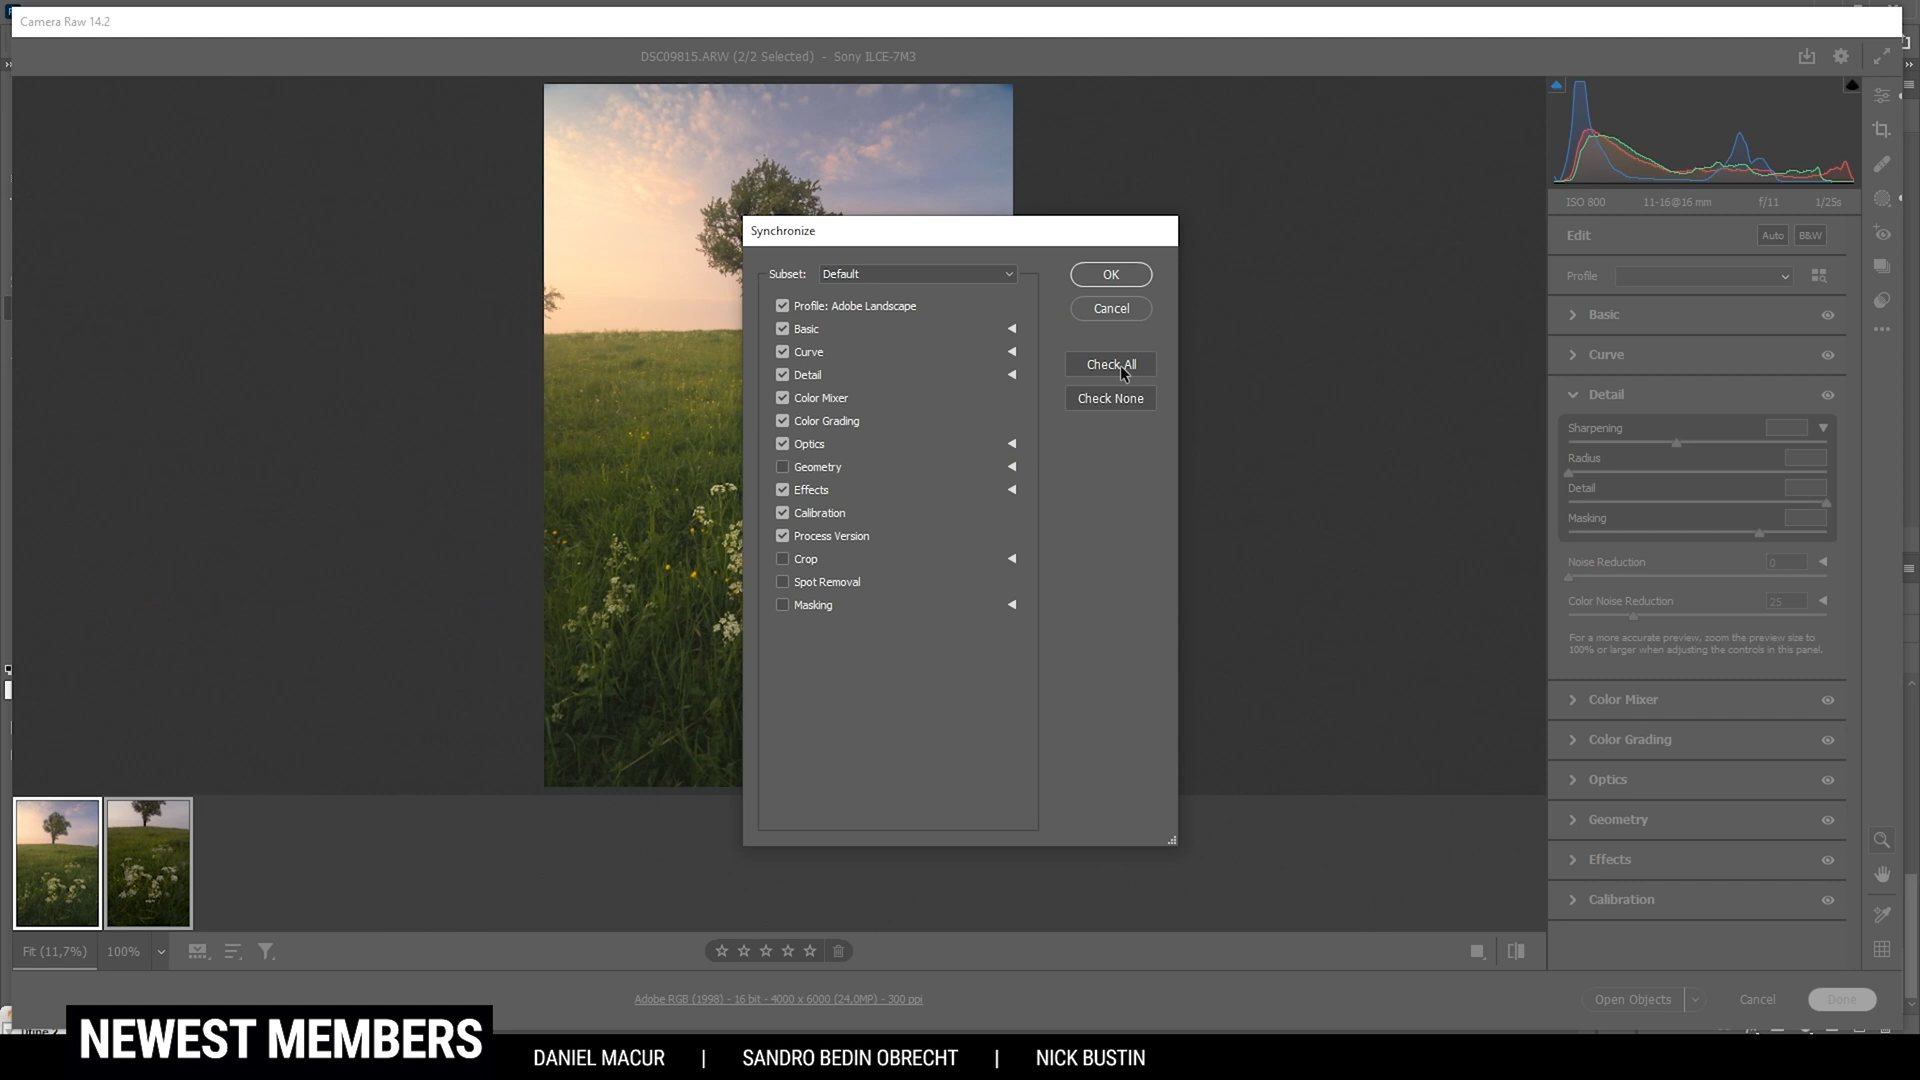 Camera Raw 14.2
DSC09815.ARW (2/2 Selected) - Sony ILCE-7M3
ISO 800 11-16@16 mm f/11 1/25s
Edit Auto B&W
Profile
Basic
Curve
Detail
Sharpening
Radius
Detail
Masking
Noise Reduction 0
Color Noise Reduction 25
For a more accurate preview, zoom the preview size to
100% or larger when adjusting the controls in this panel.
Color Mixer
Color Grading
Optics
Geometry
Effects
Calibration
Synchronize
Subset: Default
OK
Cancel
Check All
Check None
Profile: Adobe Landscape
Basic
Curve
Detail
Color Mixer
Color Grading
Optics
Geometry
Effects
Calibration
Process Version
Crop
Spot Removal
Masking
Fit (11,7%) 100%
Adobe RGB (1998) - 16 bit - 4000 x 6000 (24,0MP) - 300 ppi
Open Objects Cancel Done
NEWEST MEMBERS
DANIEL MACUR | SANDRO BEDIN OBRECHT | NICK BUSTIN